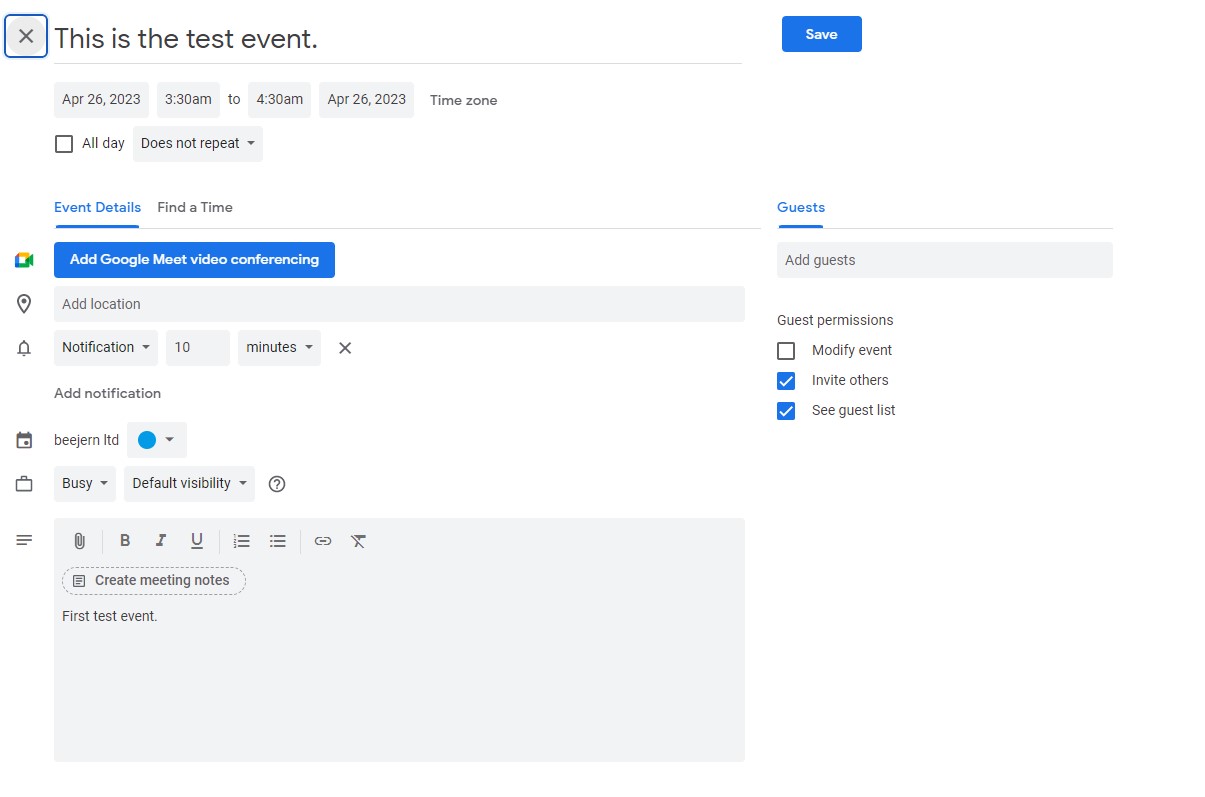 This is the test event.
Save
Apr 26, 2023 3:30am to 4:30am Apr 26, 2023 Time zone
All day Does not repeat
Event Details Find a Time
Guests
Add Google Meet video conferencing
Add guests
Add location
Guest permissions
Notification 10 minutes
Modify event
Invite others
Add notification
See guest list
beejern ltd
Busy Default visibility
B I U
Create meeting notes
First test event.